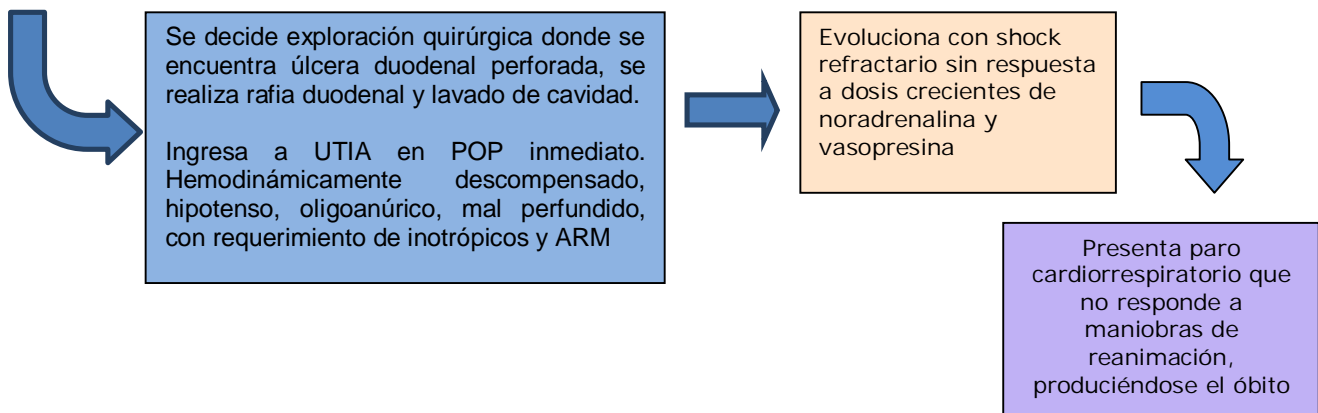 Se decide exploración quirúrgica donde se
encuentra úlcera duodenal perforada, se
realiza rafia duodenal y lavado de cavidad.
Ingresa a UTIA en POP inmediato.
Hemodinámicamente descompensado,
hipotenso, oligoanúrico, mal perfundido,
con requerimiento de inotrópicos y ARM
Evoluciona con shock
refractario sin respuesta
a dosis crecientes de
noradrenalina y
vasopresina
Presenta paro
cardiorrespiratorio que
no responde a
maniobras de
reanimación,
produciéndose el óbito